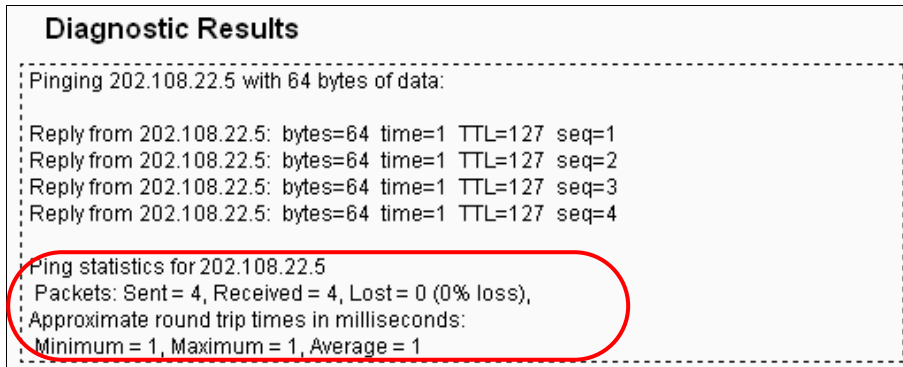 Diagnostic Results
Pinging 202.108.22.5 with 64 bytes of data:
Reply from 202.108.22.5: bytes=64 time=1 TTL=127 seq=1
Reply from 202.108.22.5: bytes=64 time=1 TTL=127 seq=2
Reply from 202.108.22.5: bytes=64 time=1 TTL=127 seq=3
Reply from 202.108.22.5: bytes=64 time=1 TTL=127 seq=4
Ping statistics for 202.108.22.5
Packets: Sent = 4, Received = 4, Lost = 0 (0% loss),
Approximate round trip times in milliseconds:
Minimum = 1, Maximum = 1, Average = 1